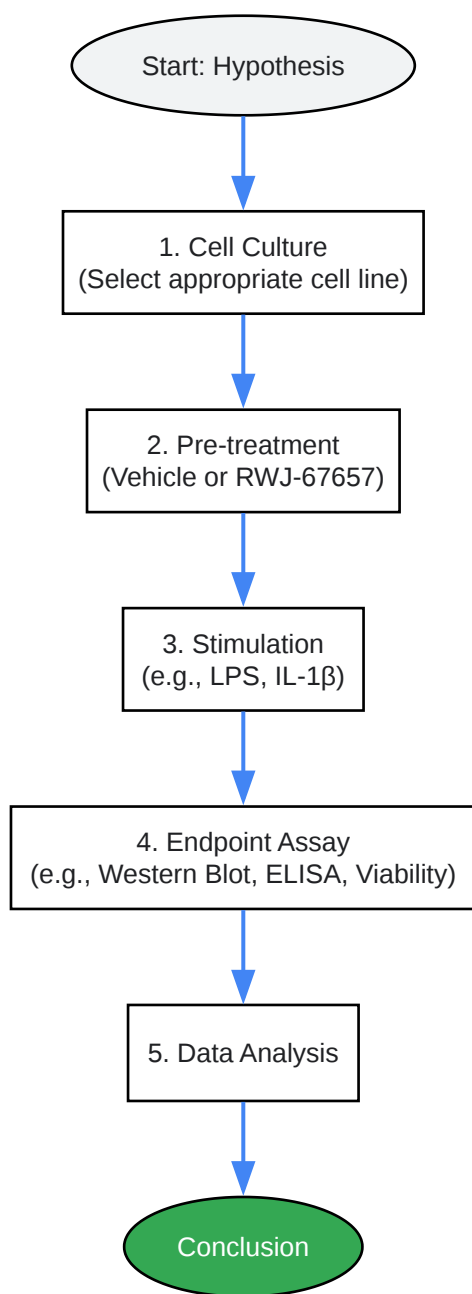 Start: Hypothesis
1. Cell Culture
(Select appropriate cell line)
2. Pre-treatment
(Vehicle or RWJ-67657)
3. Stimulation
(e.g., LPS, IL-1β)
4. Endpoint Assay
(e.g., Western Blot, ELISA, Viability)
5. Data Analysis
Conclusion